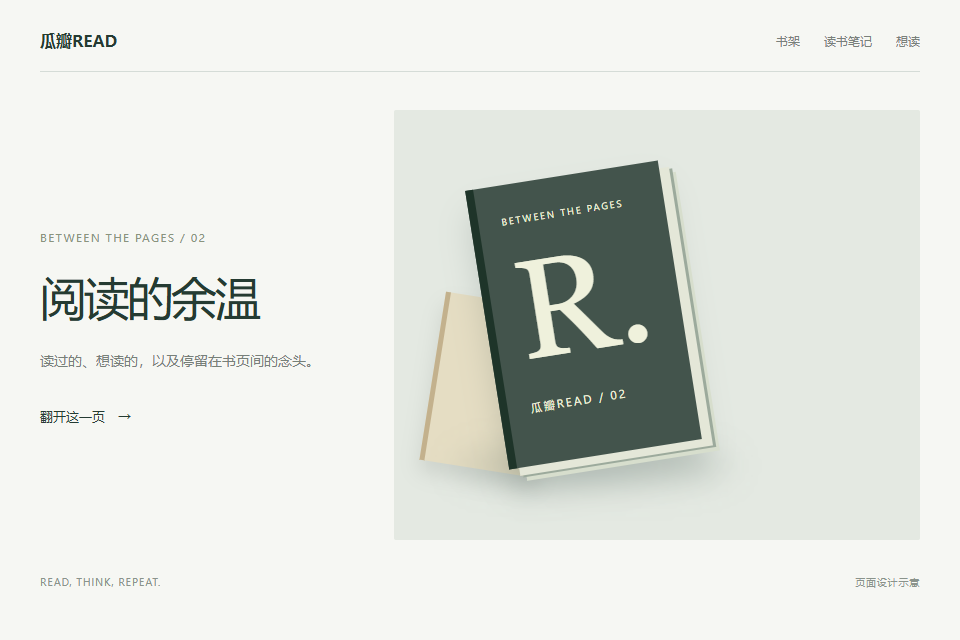 瓜瓣READ
书架 读书笔记 想读
BETWEEN THE PAGES / 02
阅读的余温
读过的、想读的，以及停留在书页间的念头。
翻开这一页 →
BETWEEN THE PAGES
R.
瓜瓣READ / 02
READ, THINK, REPEAT.
页面设计示意